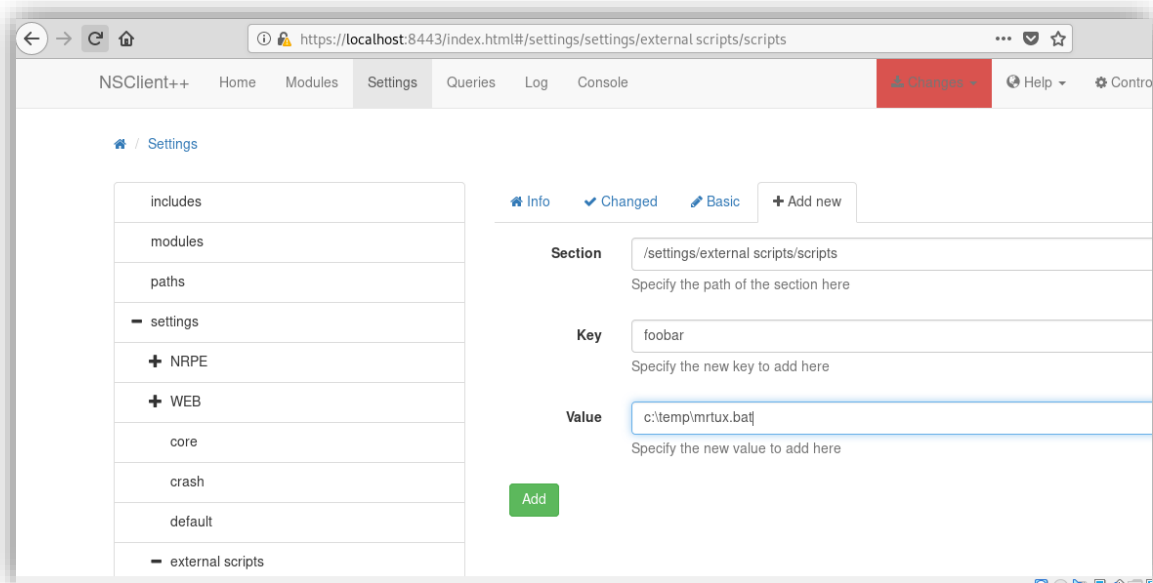 https://localhost:8443/index.html#/settings/settings/external scripts/scripts
NSClient++ Home Modules Settings Queries Log Console Changes Help Contro
/ Settings
includes
modules
paths
settings
NRPE
WEB
core
crash
default
external scripts
Info Changed Basic Add new
Section /settings/external scripts/scripts
Specify the path of the section here
Key foobar
Specify the new key to add here
Value c:\temp\mrtux.bat
Specify the new value to add here
Add